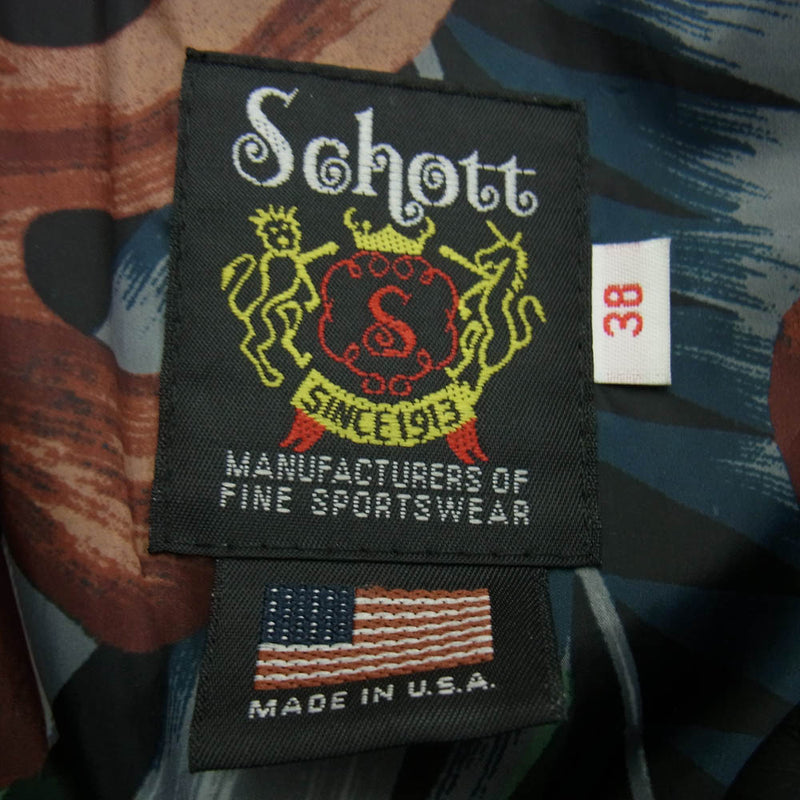 Schott
S
SINCE 1913
MANUFACTURERS OF
FINE SPORTSWEAR
38
MADE IN U.S.A.